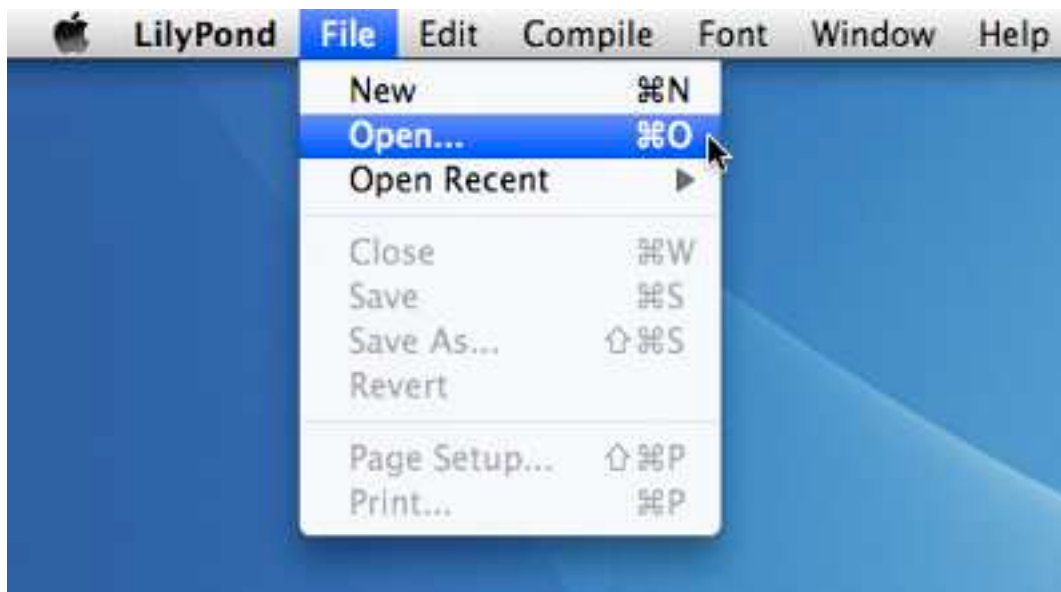 LilyPond File Edit Compile Font Window Help
New ⌘N
Open... ⌘O
Open Recent ▶
Close ⌘W
Save ⌘S
Save As... ⇧⌘S
Revert
Page Setup... ⇧⌘P
Print... ⌘P